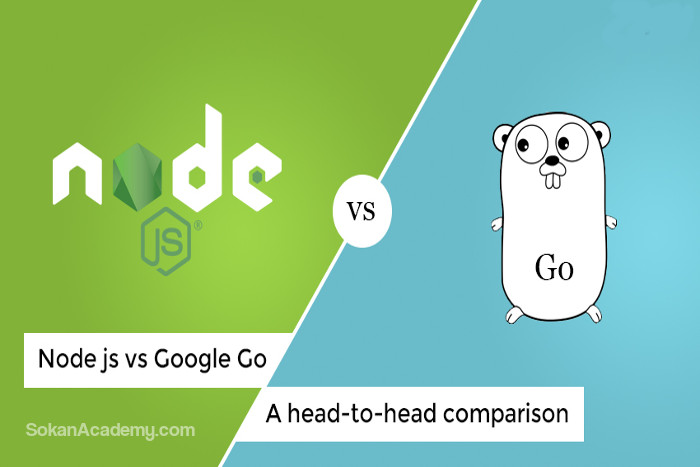 node
JS
®
VS
Go
Node js vs Google Go
A head-to-head comparison
SokanAcademy.com